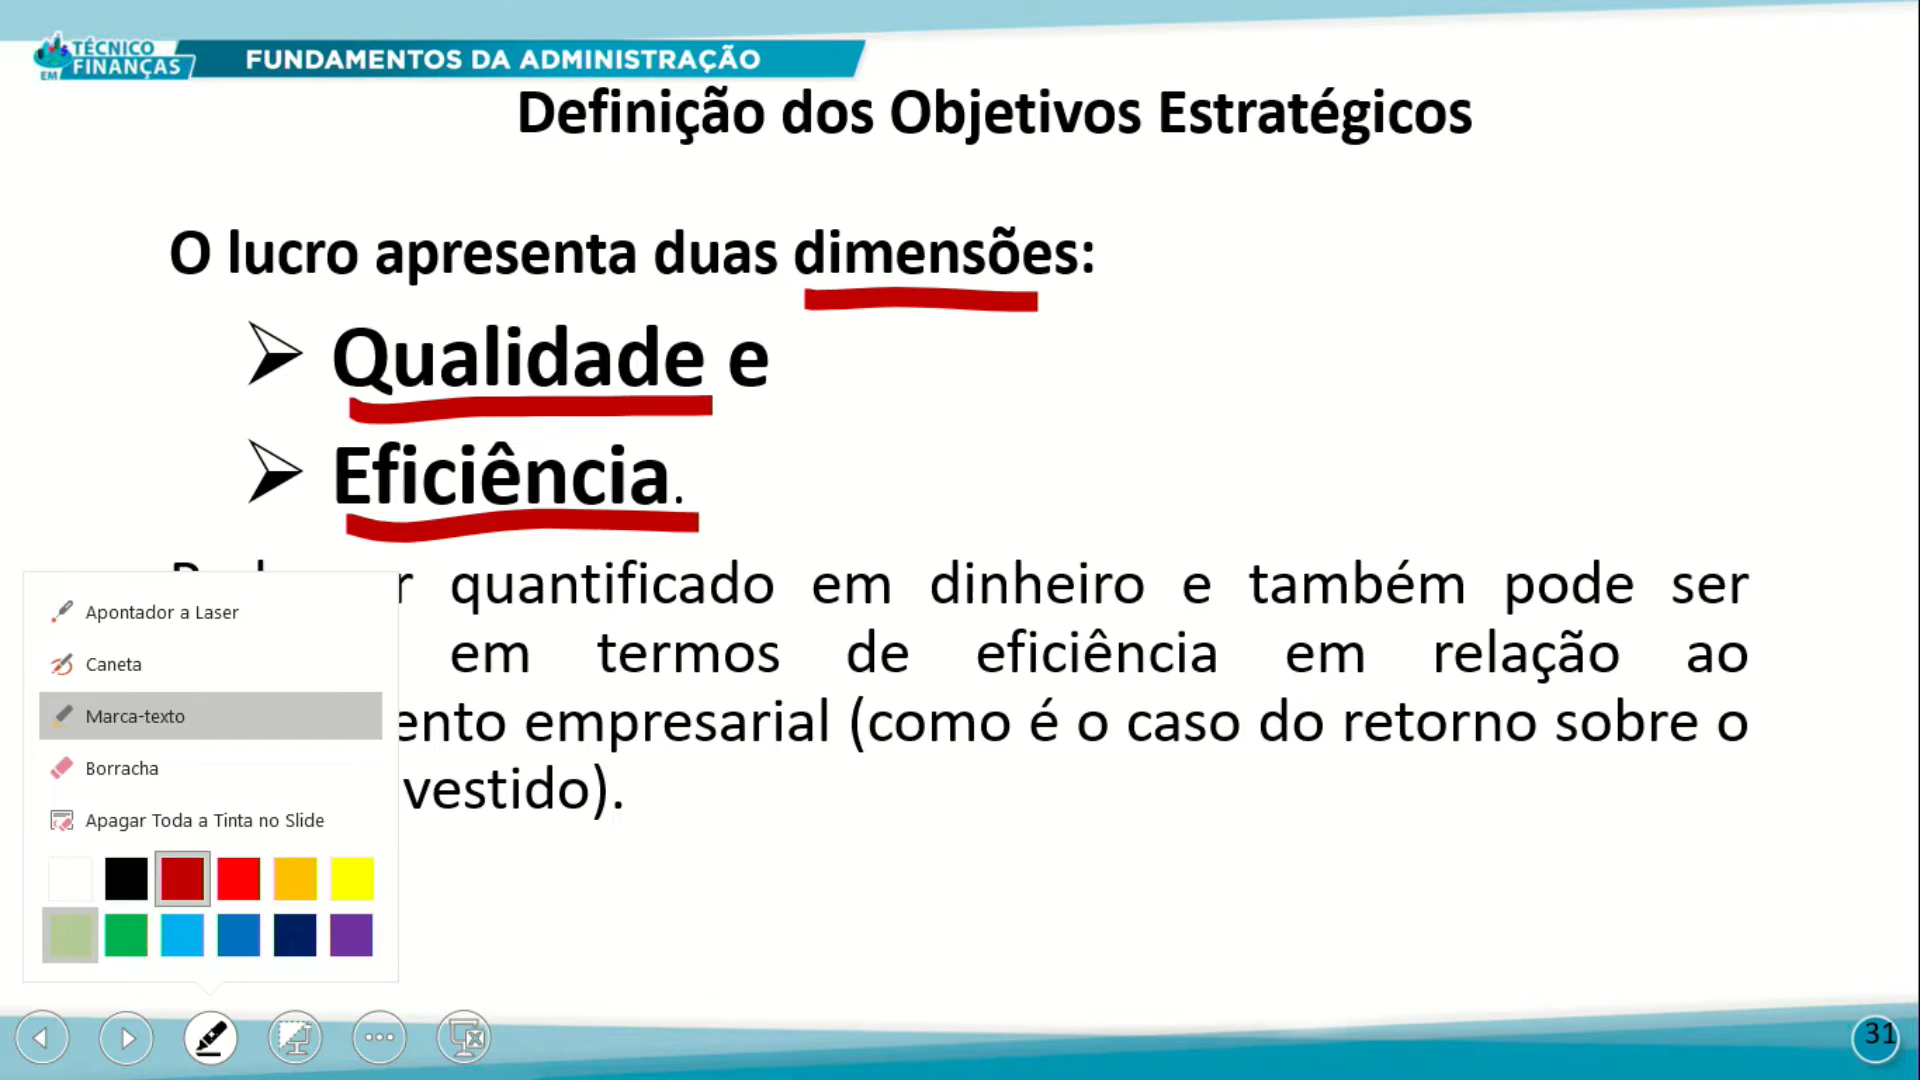 TÉCNICO
EM FINANÇAS
FUNDAMENTOS DA ADMINISTRAÇÃO
Definição dos Objetivos Estratégicos
O lucro apresenta duas dimensões:
Qualidade e
Eficiência.
quantificado em dinheiro e também pode ser
em termos de eficiência em relação ao
empresarial (como é o caso do retorno sobre o
Apontador a Laser
Caneta
Marca-texto
Borracha
Apagar Toda a Tinta no Slide
31